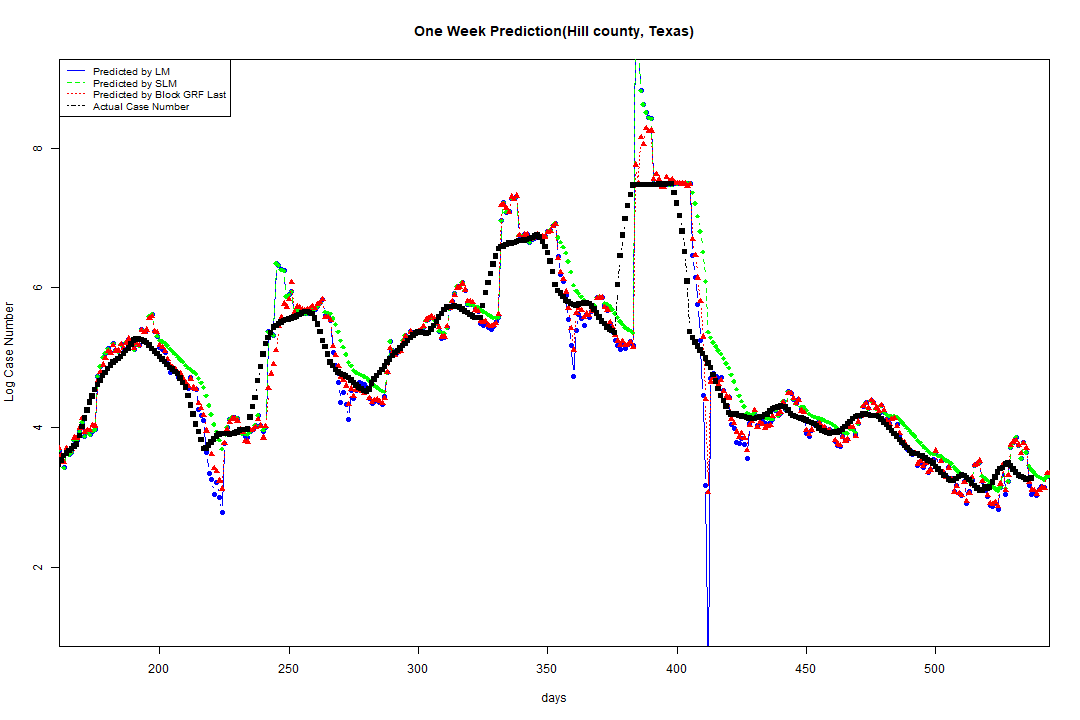 One Week Prediction(Hill county, Texas)
Predicted by LM
Predicted by SLM
Predicted by Block GRF Last
Actual Case Number
Log Case Number
8
6
4
2
200 250 300 350 400 450 500
days